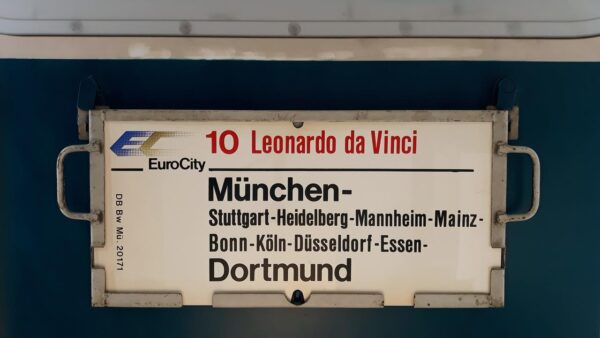 EC
EuroCity
10 Leonardo da Vinci
München-
Stuttgart-Heidelberg-Mannheim-Mainz-
Bonn-Köln-Düsseldorf-Essen-
Dortmund
DB Bw Mü. 20171